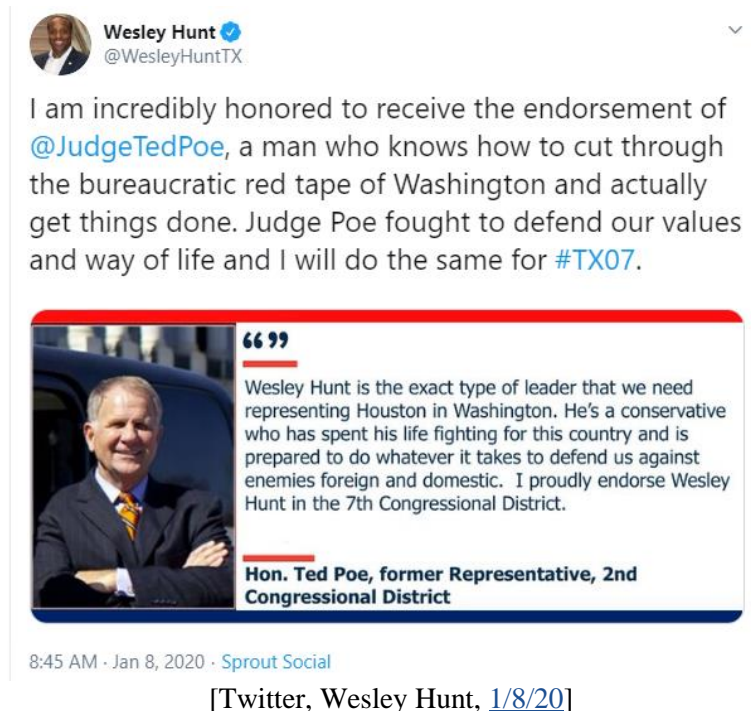 Wesley Hunt
@WesleyHuntTX
I am incredibly honored to receive the endorsement of
@JudgeTedPoe, a man who knows how to cut through
the bureaucratic red tape of Washington and actually
get things done. Judge Poe fought to defend our values
and way of life and I will do the same for #TX07.
“”
Wesley Hunt is the exact type of leader that we need
representing Houston in Washington. He's a conservative
who has spent his life fighting for this country and is
prepared to do whatever it takes to defend us against
enemies foreign and domestic.  I proudly endorse Wesley
Hunt in the 7th Congressional District.
Hon. Ted Poe, former Representative, 2nd
Congressional District
8:45 AM · Jan 8, 2020 · Sprout Social
[Twitter, Wesley Hunt, 1/8/20]